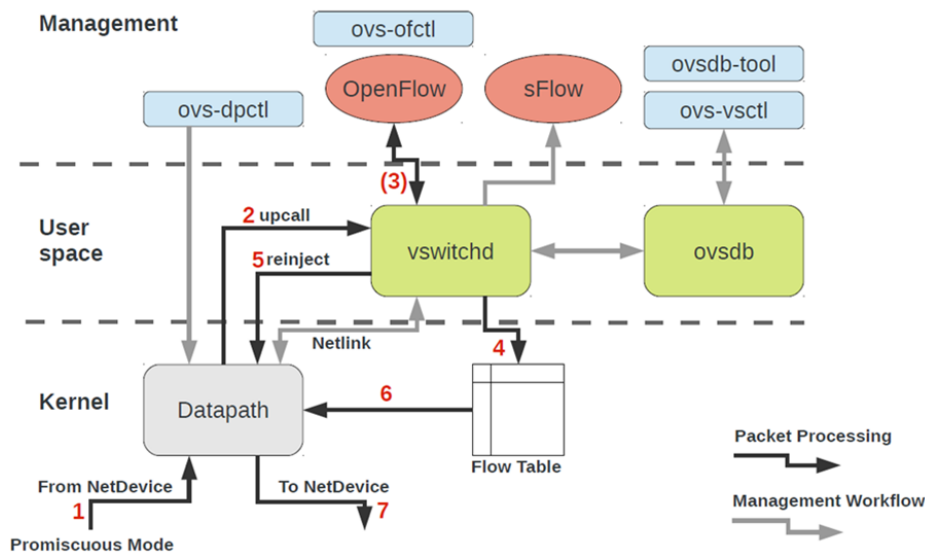 Management
ovs-ofctl
OpenFlow
sFlow
ovsdb-tool
ovs-dpctl
ovs-vsctl
(3)
User
space
2 upcall
vswitchd
ovsdb
5 reinject
Netlink
4
Kernel
Datapath
6
Flow Table
From NetDevice
To NetDevice
1
7
Promiscuous Mode
Packet Processing
Management Workflow